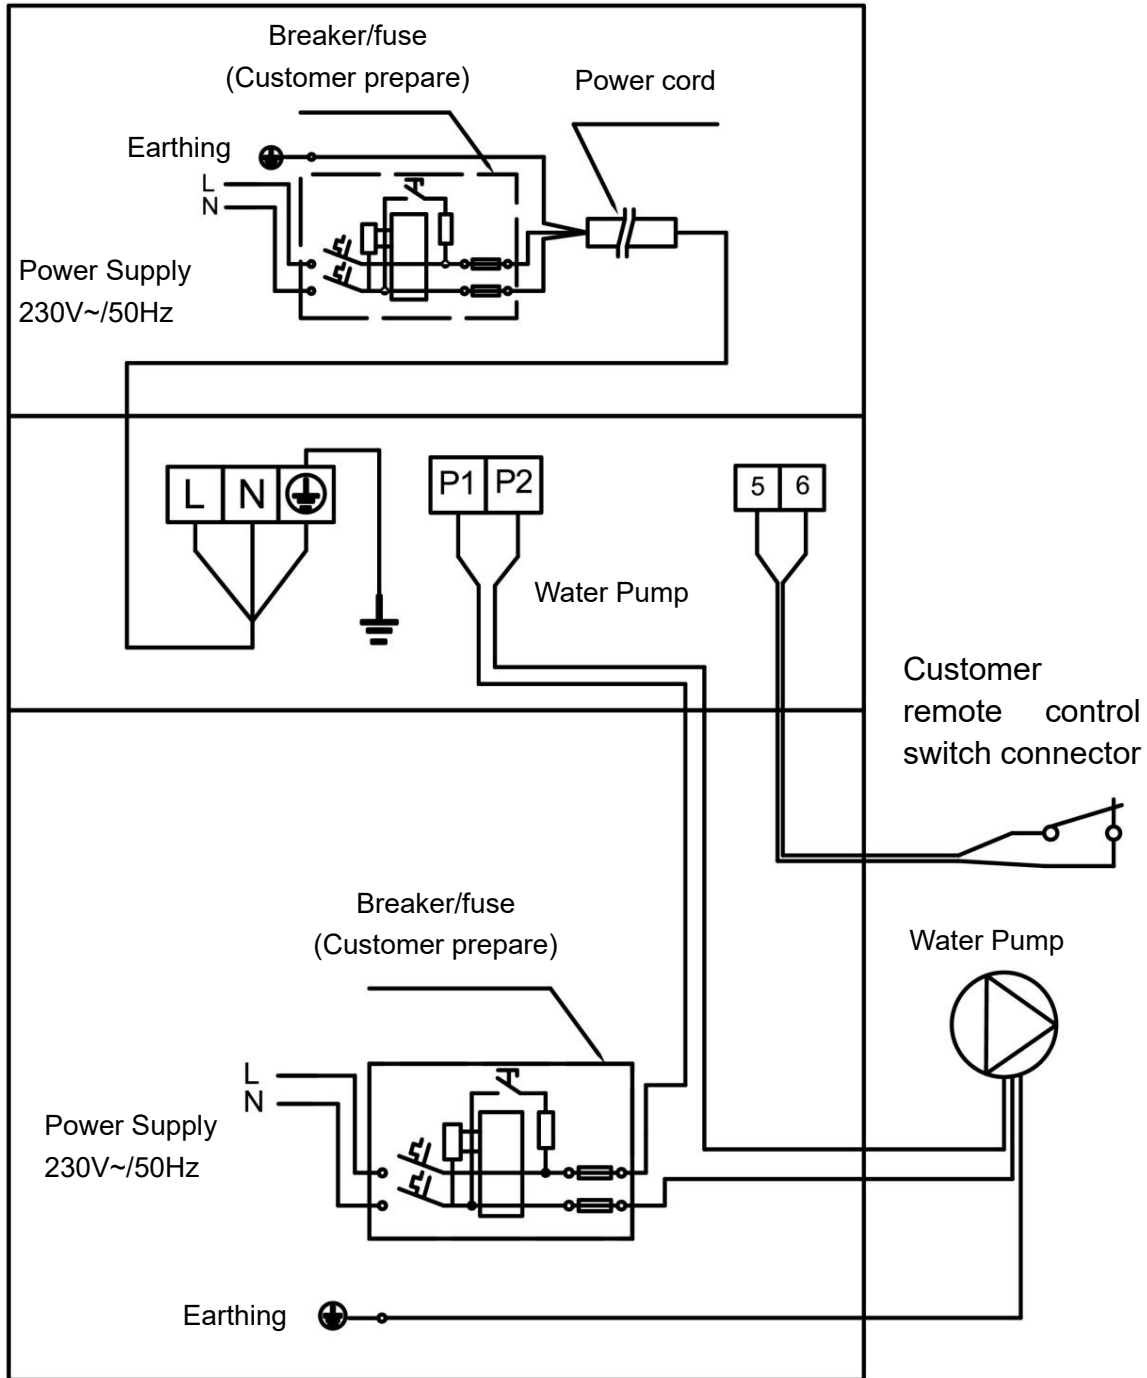 Breaker/fuse
(Customer prepare)
Power cord
Earthing
L
N
Power Supply
230V~/50Hz
L N
P1 P2
5 6
Water Pump
Customer
remote control
switch connector
Breaker/fuse
(Customer prepare)
Water Pump
L
N
Power Supply
230V~/50Hz
Earthing